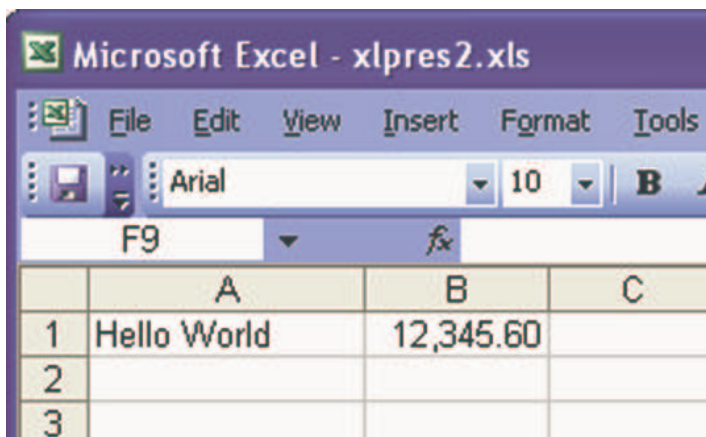 Microsoft Excel - xlpres2.xls
File Edit View Insert Format Tools
Arial 10 B
F9 fx
A B C
1 Hello World 12,345.60
2
3